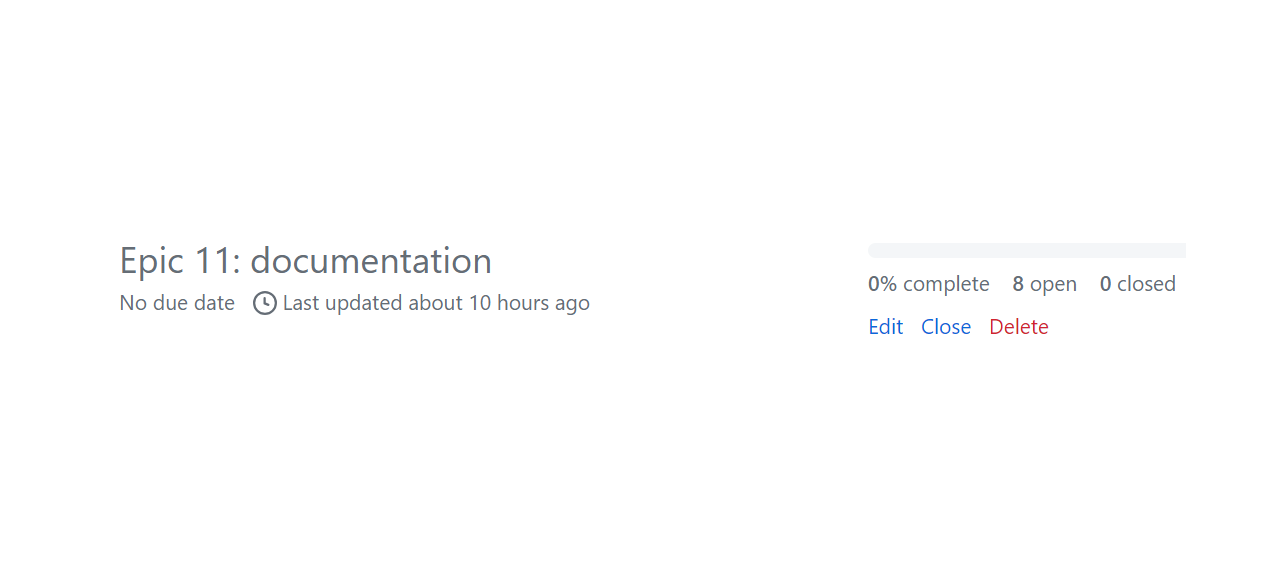 Epic 11: documentation
No due date Last updated about 10 hours ago
0% complete 8 open 0 closed
Edit Close Delete